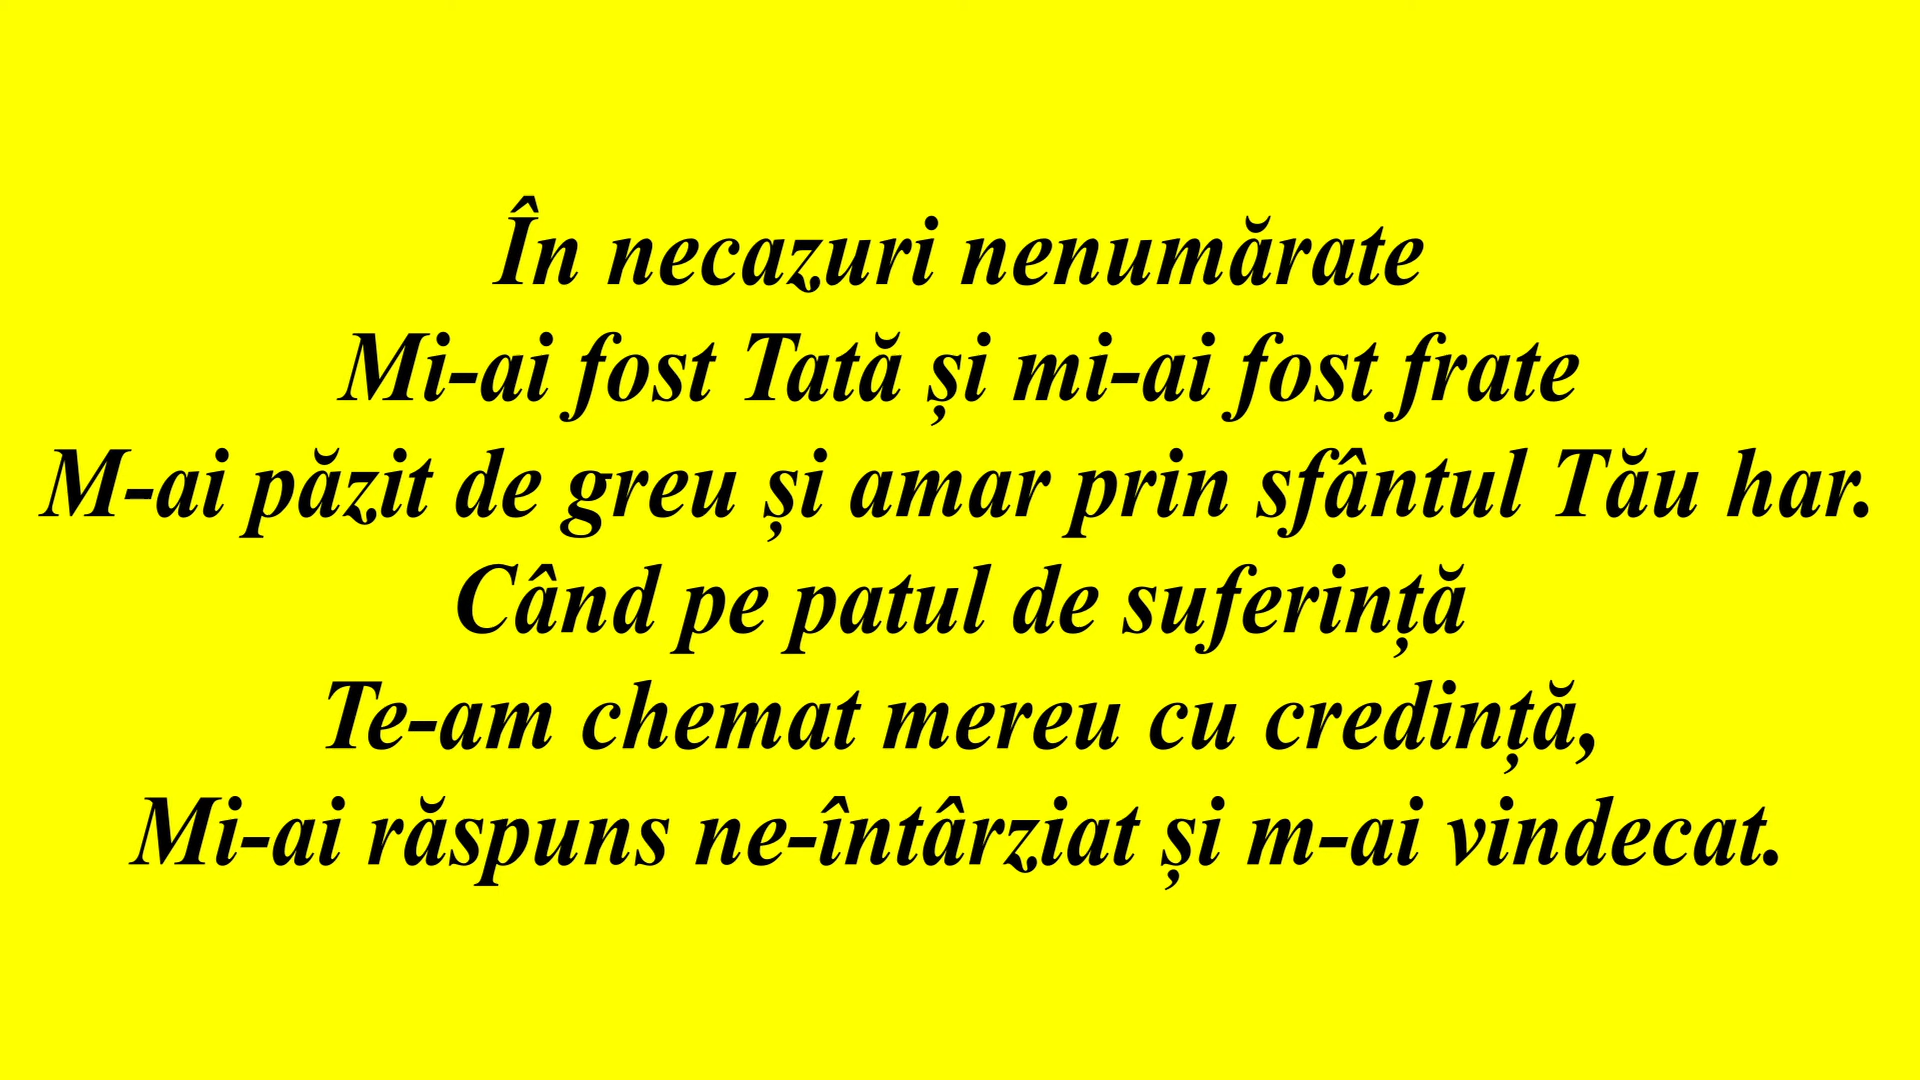 În necazuri nenumărate
Mi-ai fost Tată și mi-ai fost frate
M-ai păzit de greu și amar prin sfântul Tău har.
Când pe patul de suferință
Te-am chemat mereu cu credință,
Mi-ai răspuns ne-întârziat și m-ai vindecat.